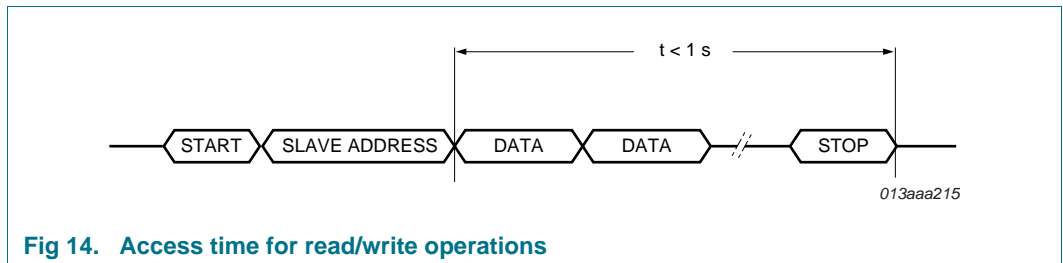 t < 1 s
START SLAVE ADDRESS DATA DATA STOP
013aaa215
Fig 14. Access time for read/write operations